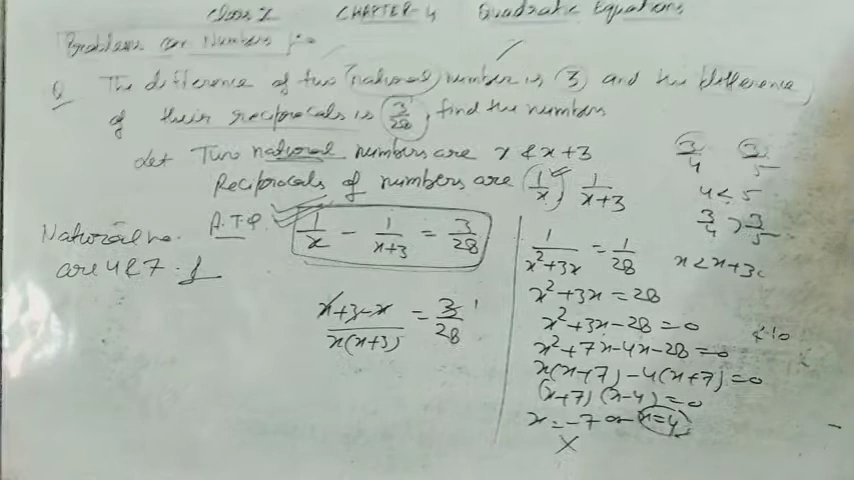 Class X CHAPTER-4 Quadratic Equations
Problems on Numbers :-
Q The difference of two (natural) number is (3) and the difference
of their reciprocals is (3/28), find the numbers
Let Two natural numbers are x & x+3
Reciprocals of numbers are (1/x), 1/(x+3)
A.T.Q. 1/x - 1/(x+3) = 3/28
(x+3-x)/(x(x+3)) = 3/28 1
1/(x²+3x) = 1/28
x²+3x = 28
x²+3x-28 = 0
x²+7x-4x-28 = 0
x(x+7) -4(x+7) = 0
(x+7)(x-4) = 0
x = -7 or x=4
X
3/4 3/5
4 < 5
3/4 > 3/5
x < x+3
Natural no.
are 4 & 7.